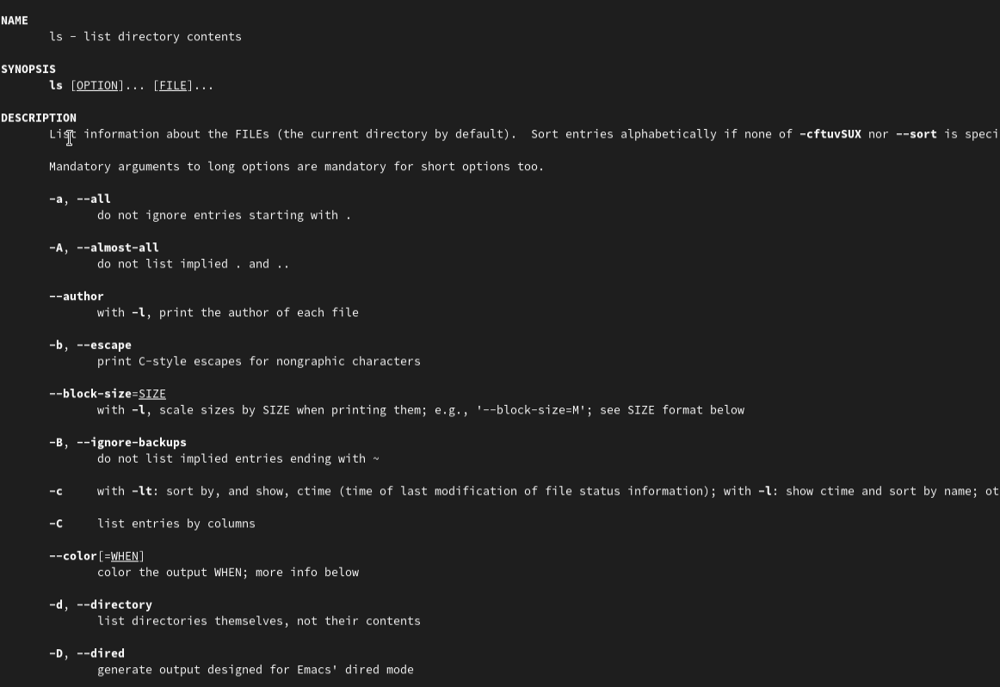 NAME
ls - list directory contents
SYNOPSIS
ls [OPTION]... [FILE]...
DESCRIPTION
List information about the FILEs (the current directory by default).  Sort entries alphabetically if none of -cftuvSUX nor --sort is speci
Mandatory arguments to long options are mandatory for short options too.
-a, --all
do not ignore entries starting with .
-A, --almost-all
do not list implied . and ..
--author
with -l, print the author of each file
-b, --escape
print C-style escapes for nongraphic characters
--block-size=SIZE
with -l, scale sizes by SIZE when printing them; e.g., '--block-size=M'; see SIZE format below
-B, --ignore-backups
do not list implied entries ending with ~
-c     with -lt: sort by, and show, ctime (time of last modification of file status information); with -l: show ctime and sort by name; ot
-C     list entries by columns
--color[=WHEN]
color the output WHEN; more info below
-d, --directory
list directories themselves, not their contents
-D, --dired
generate output designed for Emacs' dired mode